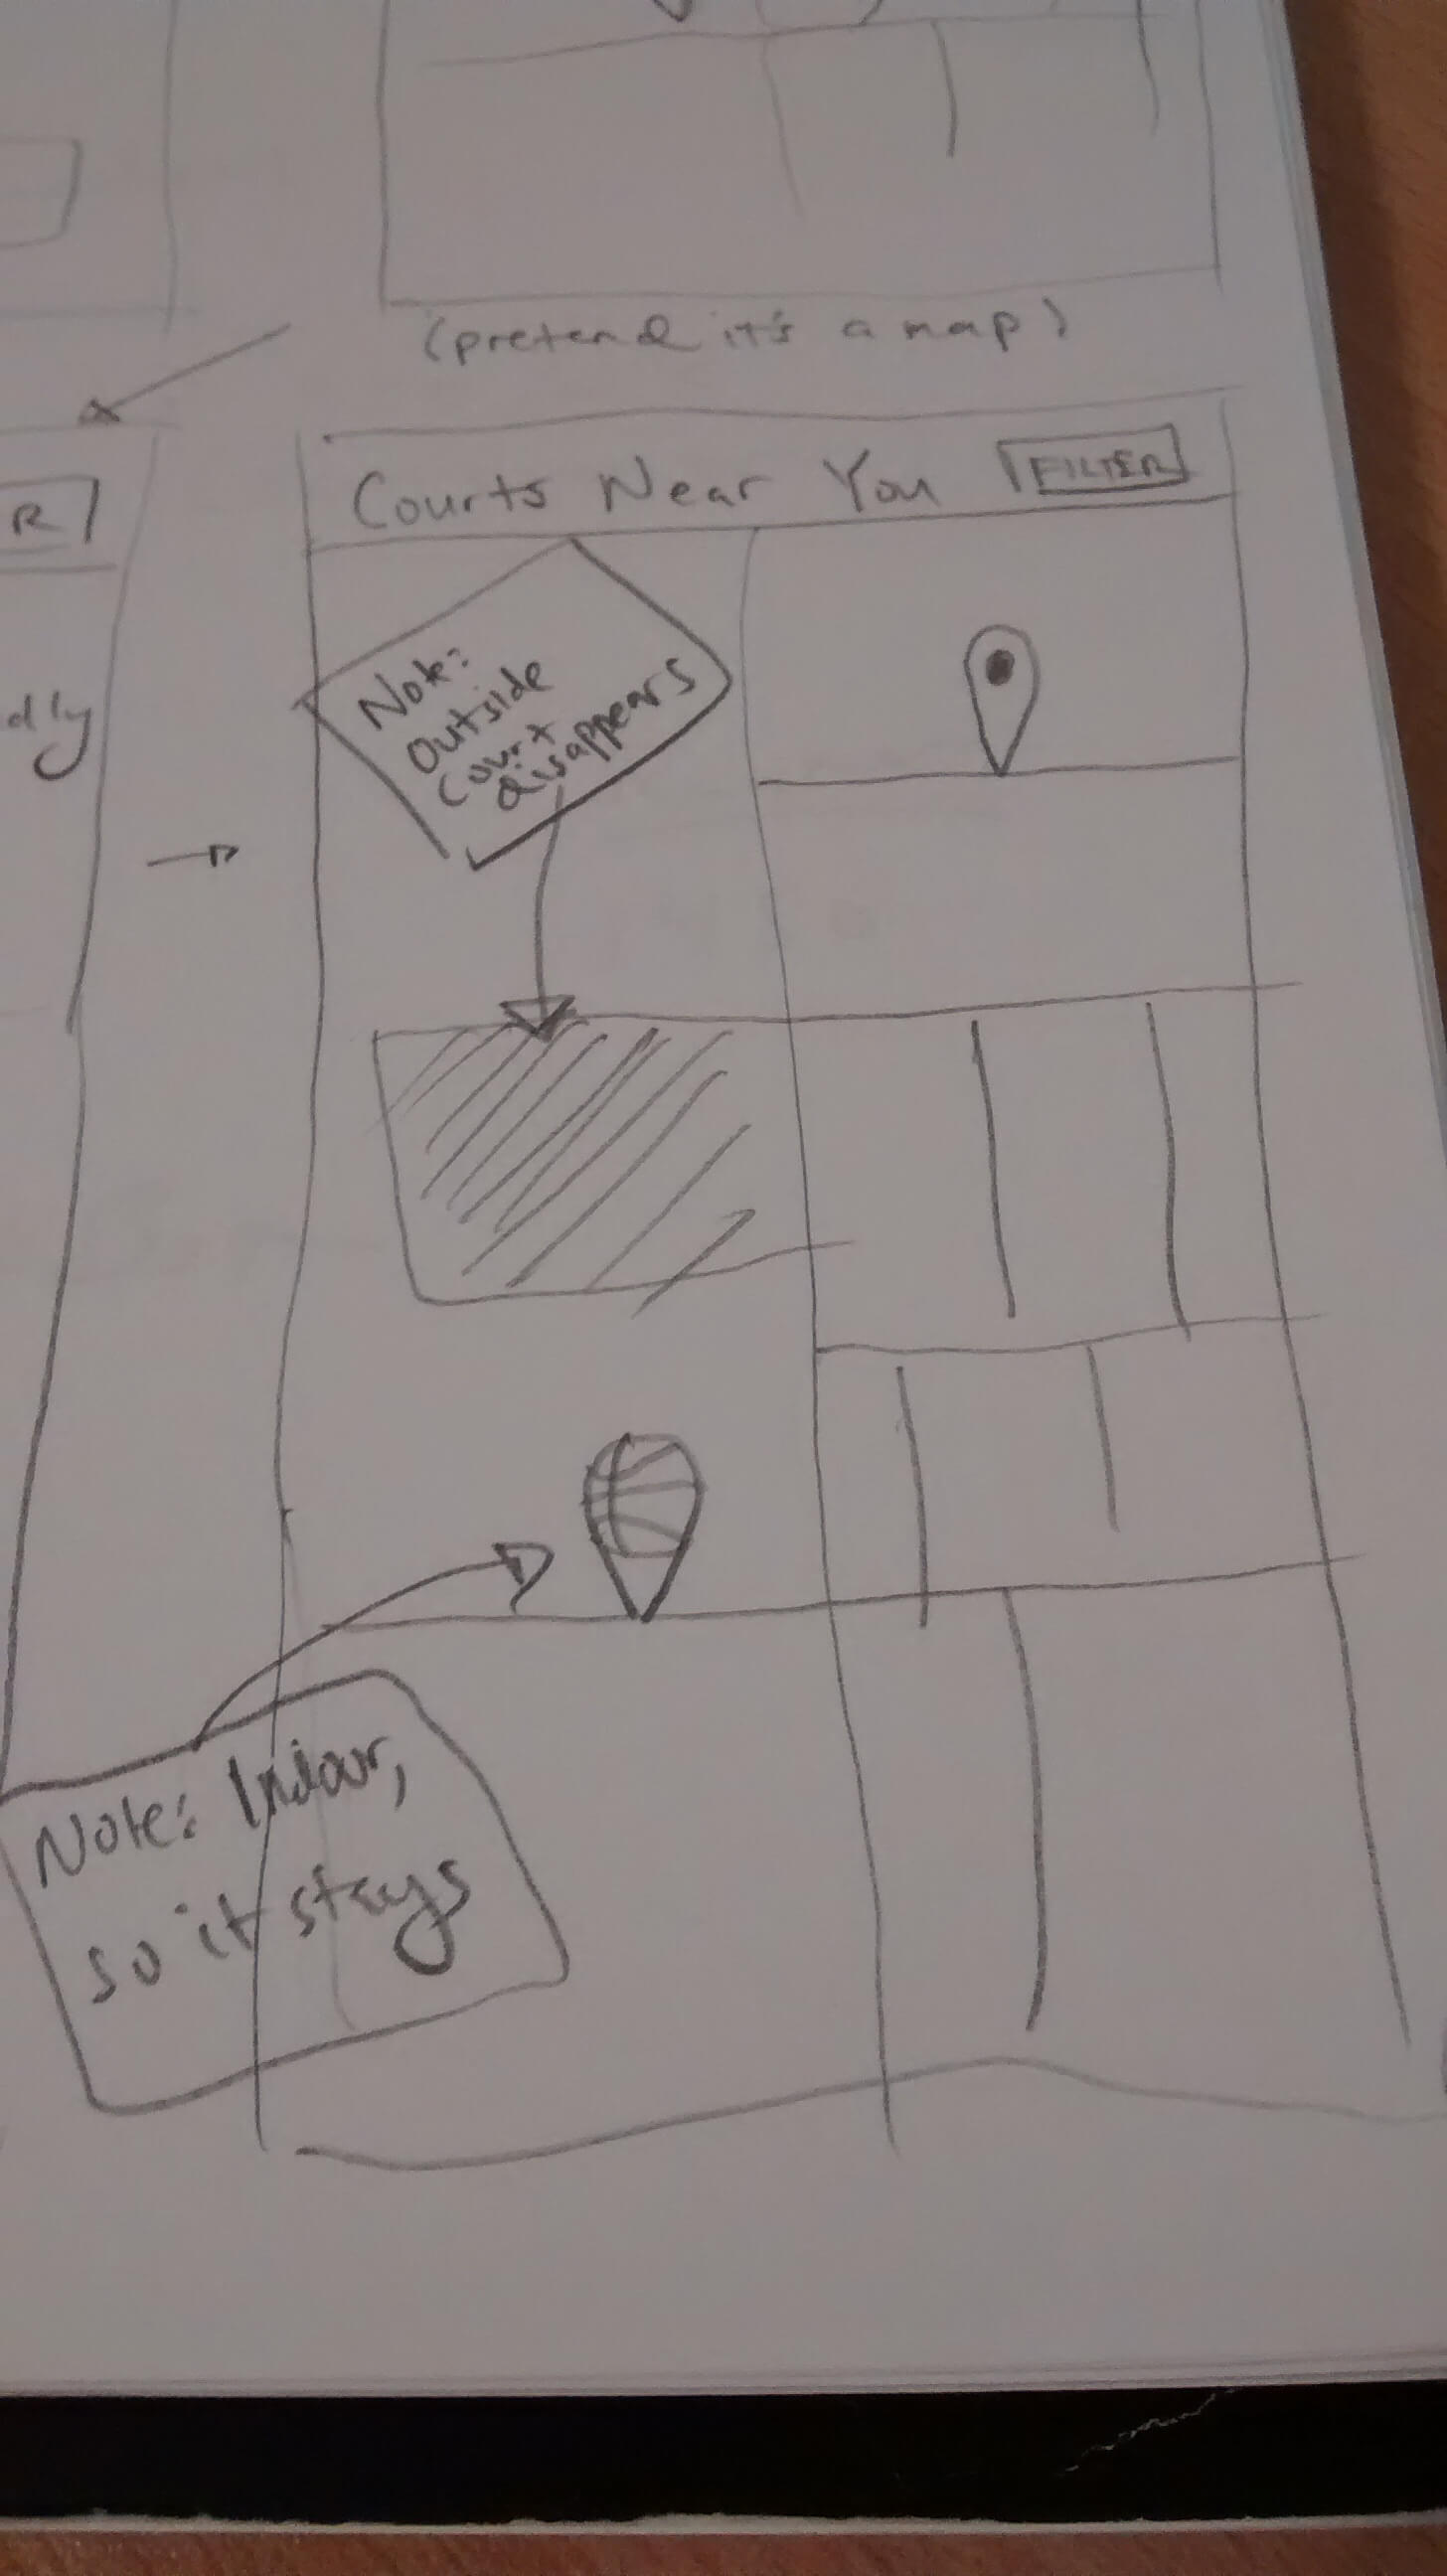 (pretend it's a map)
R
Courts Near You
FILTER
dly
Note:
Outside
Court
disappears
Note: Indoor,
so it stays